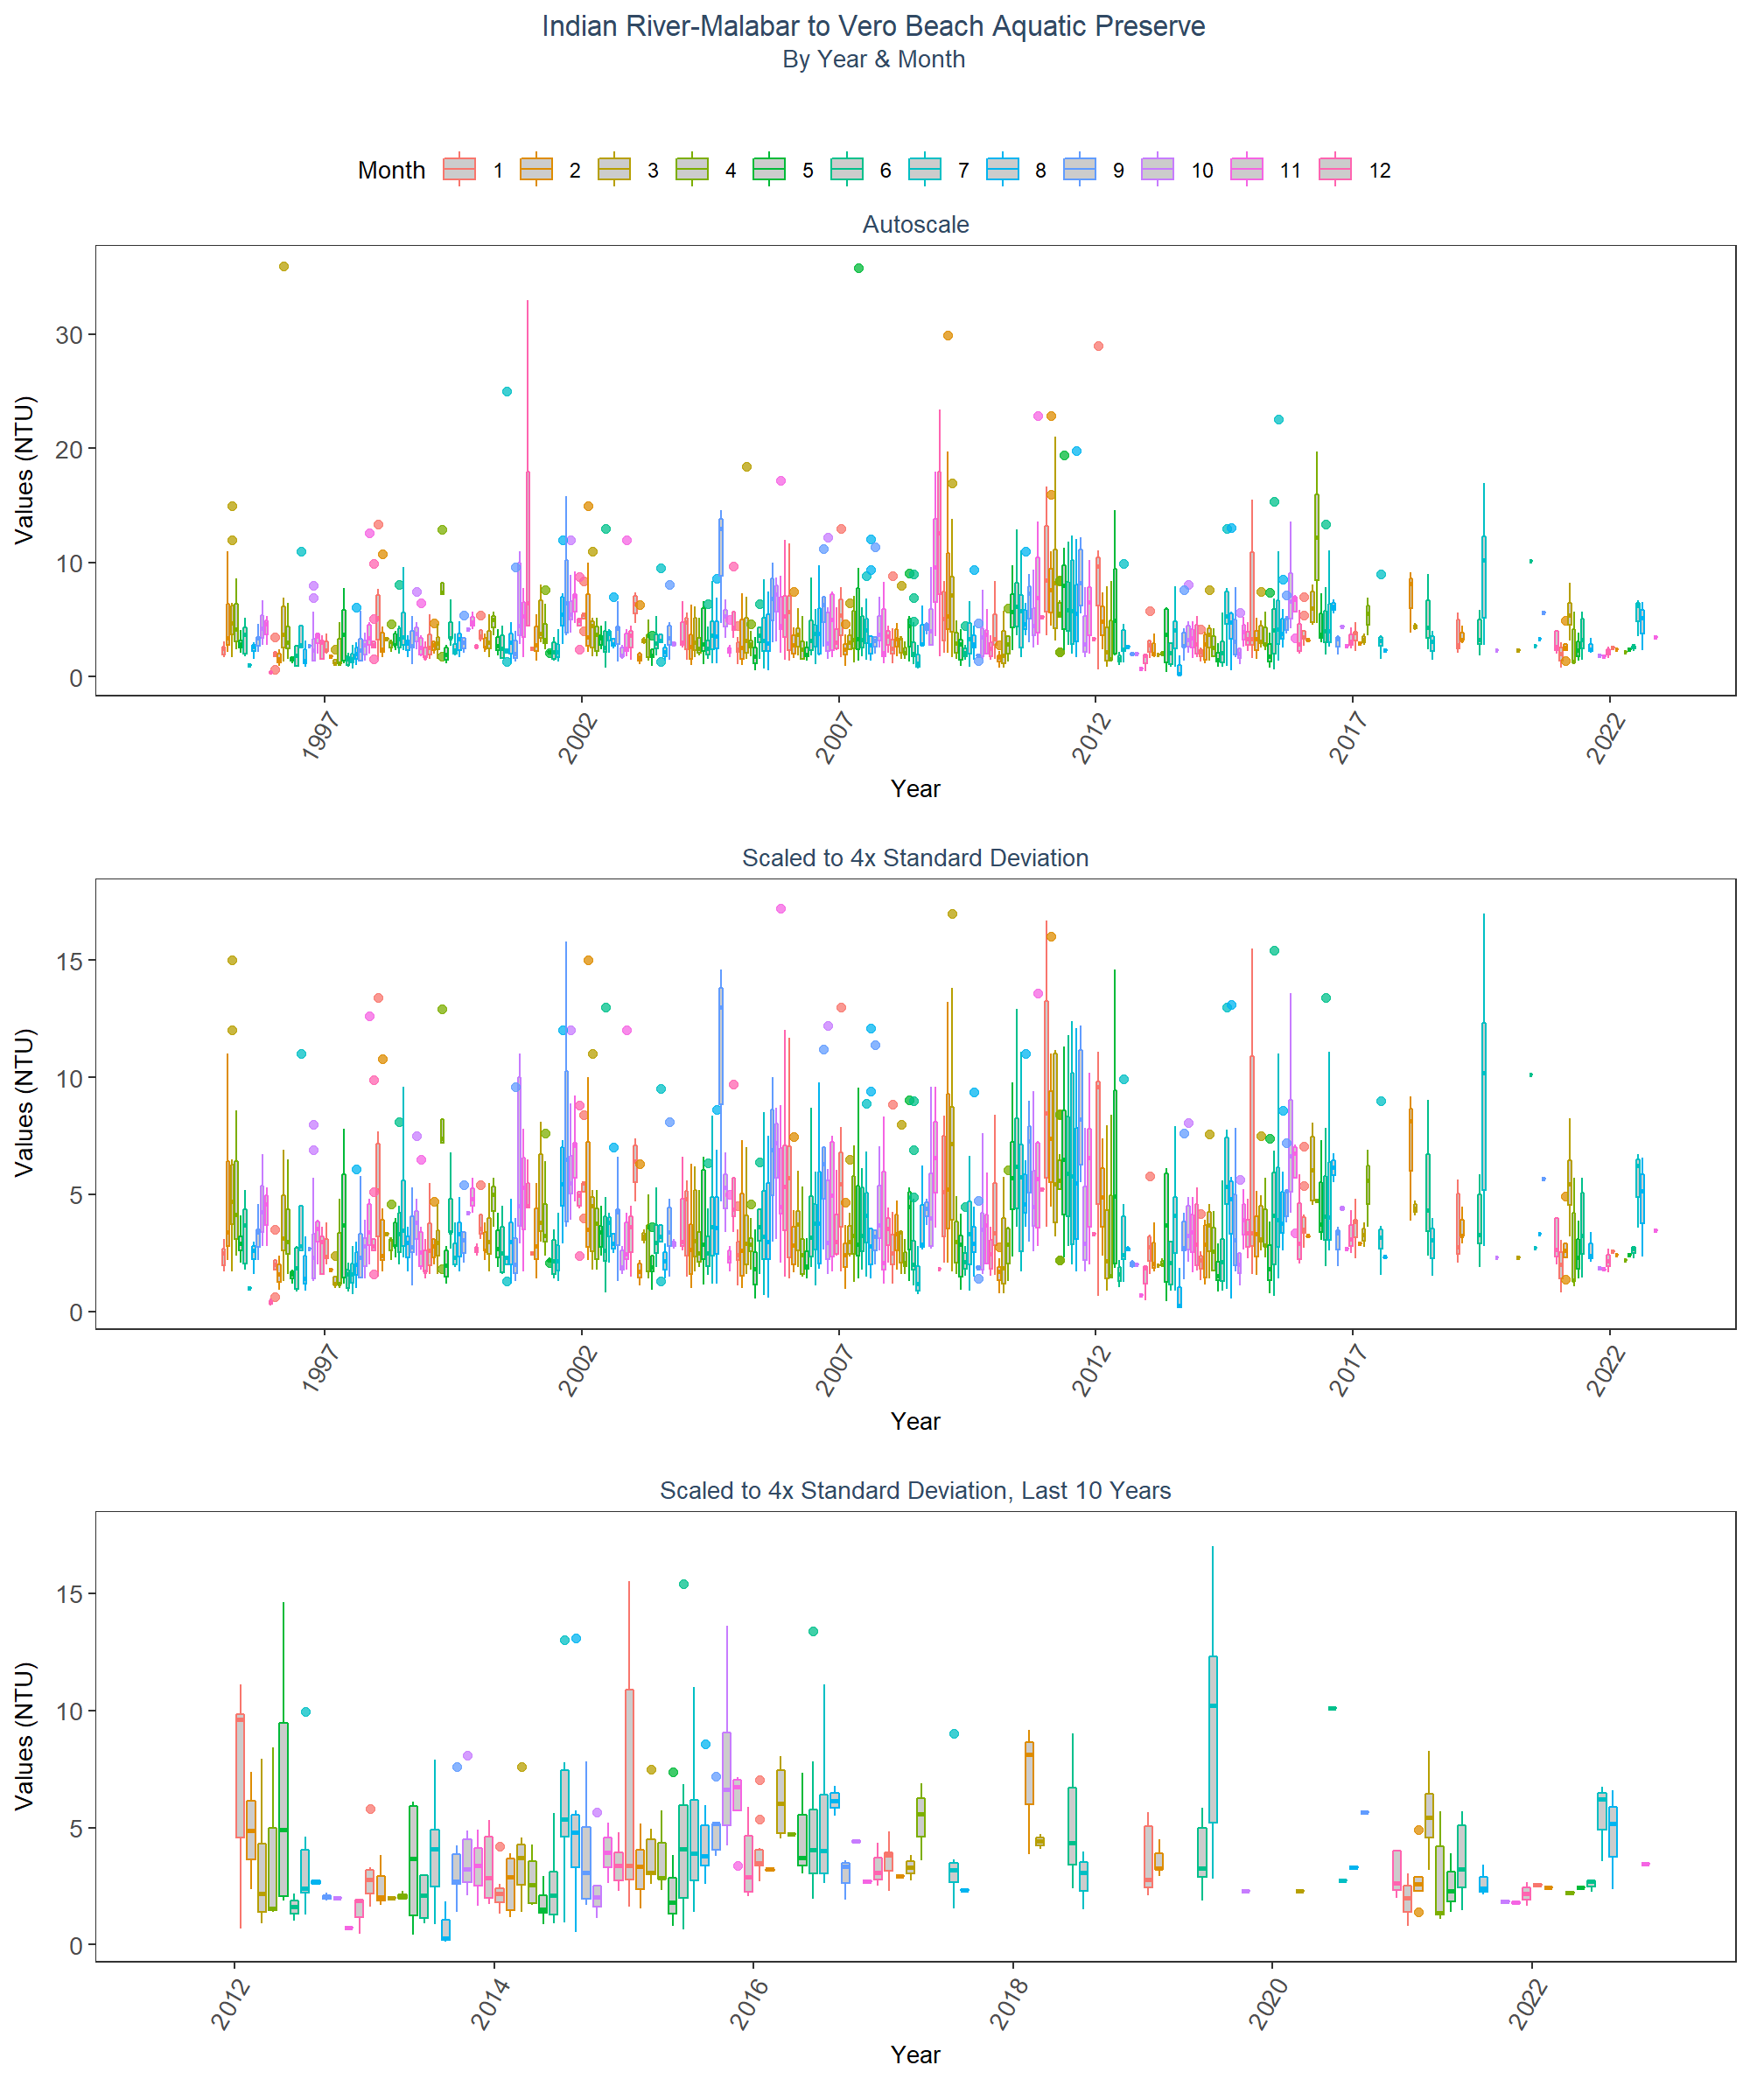 Indian River-Malabar to Vero Beach Aquatic Preserve
By Year & Month
Month 1 2 3 4 5 6 7 8 9 10 11 12
Autoscale
Values (NTU)
30
20
10
0
1997 2002 2007 2012 2017 2022
Year
Scaled to 4x Standard Deviation
Values (NTU)
15
10
5
0
1997 2002 2007 2012 2017 2022
Year
Scaled to 4x Standard Deviation, Last 10 Years
Values (NTU)
15
10
5
0
2012 2014 2016 2018 2020 2022
Year